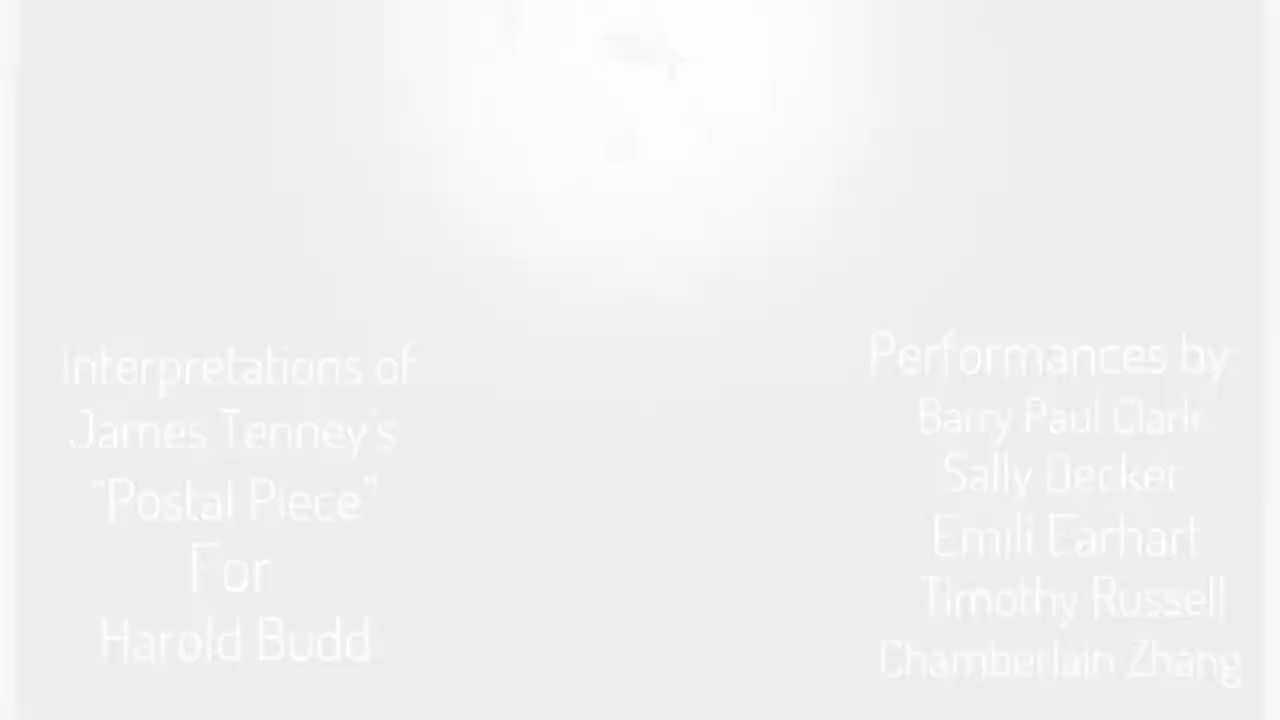 Interpretations of
James Tenney's
"Postal Piece"
For
Harold Budd
Performances by:
Barry Paul Clark
Sally Decker
Emili Earhart
Timothy Russell
Chamberlain Zhang